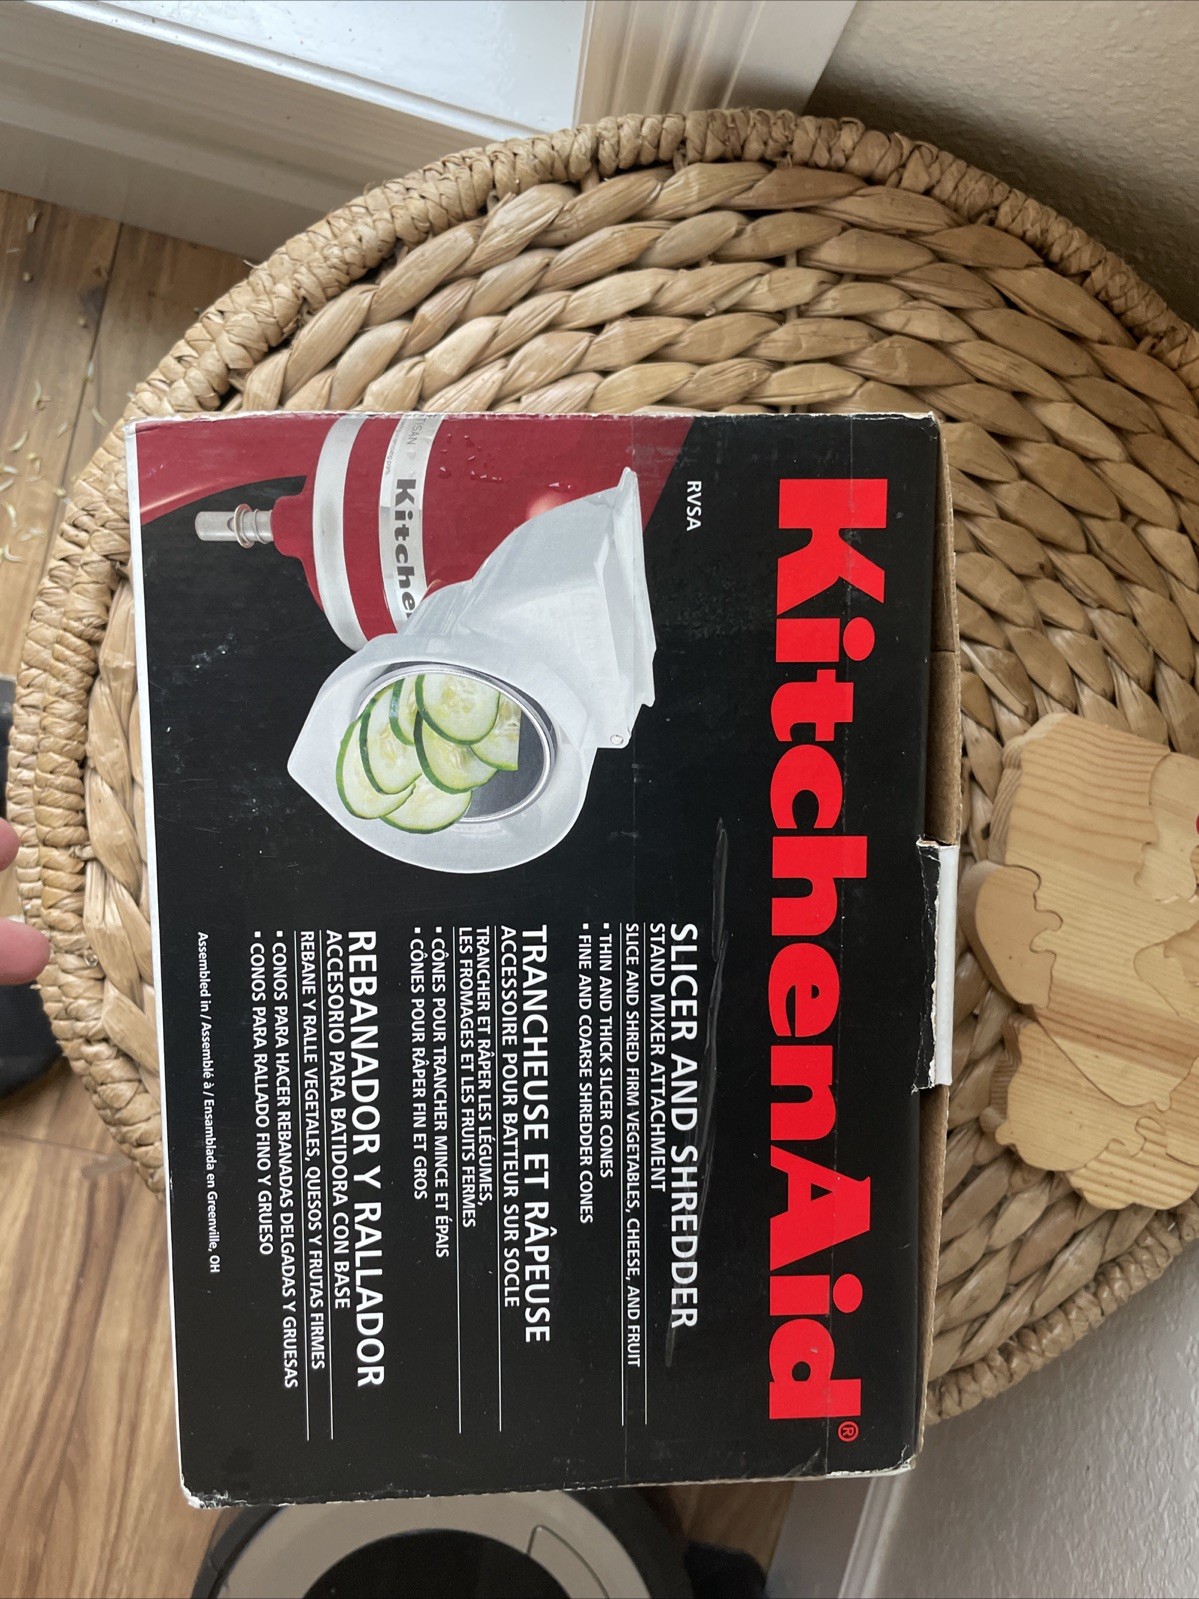 KitchenAid®
RVSA
Kitche
SLICER AND SHREDDER
STAND MIXER ATTACHMENT
SLICE AND SHRED FIRM VEGETABLES, CHEESE, AND FRUIT
▪ THIN AND THICK SLICER CONES
▪ FINE AND COARSE SHREDDER CONES
TRANCHEUSE ET RÂPEUSE
ACCESSOIRE POUR BATTEUR SUR SOCLE
TRANCHER ET RÂPER LES LÉGUMES,
LES FROMAGES ET LES FRUITS FERMES
▪ CÔNES POUR TRANCHER MINCE ET ÉPAIS
▪ CÔNES POUR RÂPER FIN ET GROS
REBANADOR Y RALLADOR
ACCESORIO PARA BATIDORA CON BASE
REBANE Y RALLE VEGETALES, QUESOS Y FRUTAS FIRMES
▪ CONOS PARA HACER REBANADAS DELGADAS Y GRUESAS
▪ CONOS PARA RALLADO FINO Y GRUESO
Assembled in / Assemblé à / Ensamblada en Greenville, OH